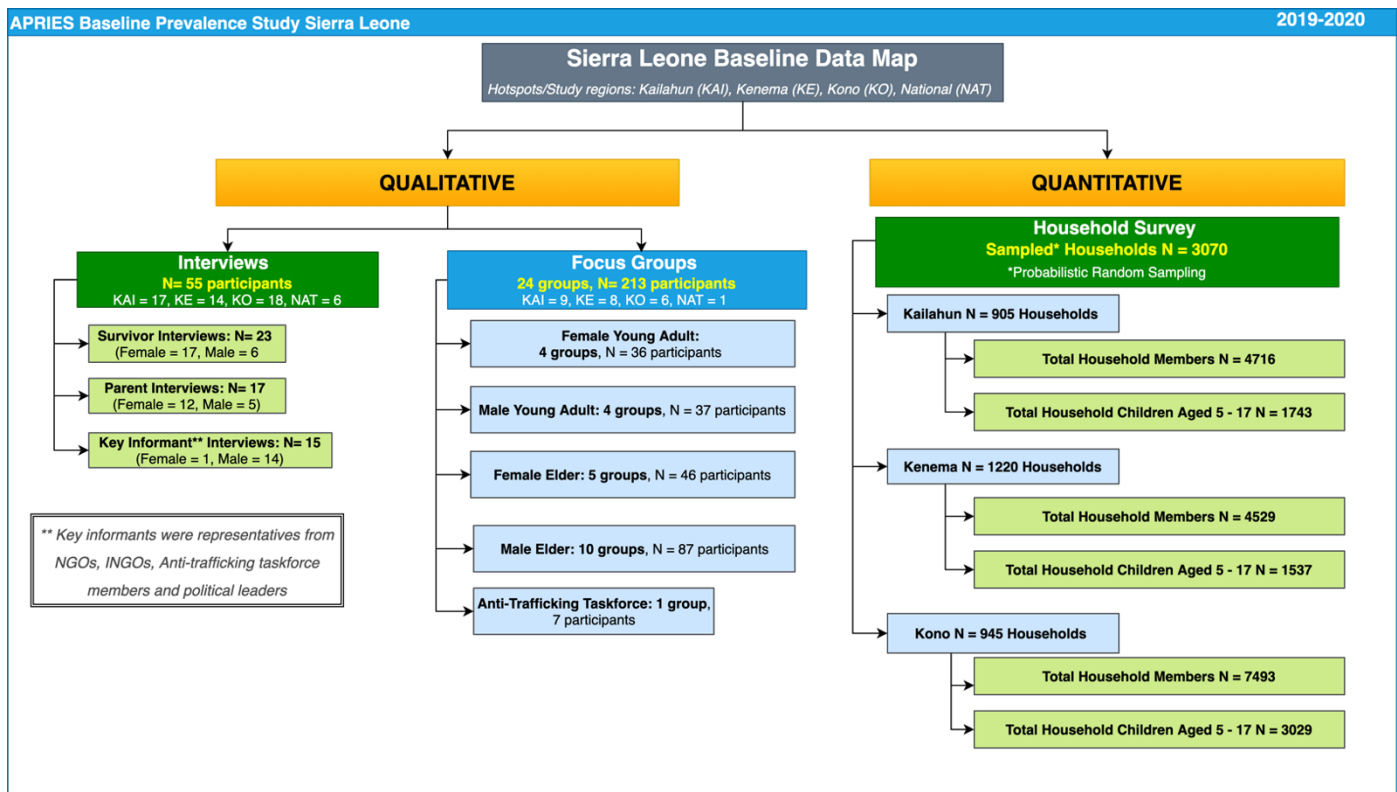 APRIES Baseline Prevalence Study Sierra Leone
2019-2020
Sierra Leone Baseline Data Map
Hotspots/Study regions: Kailahun (KAI), Kenema (KE), Kono (KO), National (NAT)
QUALITATIVE
QUANTITATIVE
Interviews
N= 55 participants
KAI = 17, KE = 14, KO = 18, NAT = 6
Survivor Interviews: N= 23
(Female = 17, Male = 6
Parent Interviews: N= 17
(Female = 12, Male = 5)
Key Informant** Interviews: N= 15
(Female = 1, Male = 14)
** Key informants were representatives from
NGOs, INGOs, Anti-trafficking taskforce
members and political leaders
Focus Groups
24 groups, N= 213 participants
KAI = 9, KE = 8, KO = 6, NAT = 1
Female Young Adult:
4 groups, N = 36 participants
Male Young Adult: 4 groups, N = 37 participants
Female Elder: 5 groups, N = 46 participants
Male Elder: 10 groups, N = 87 participants
Anti-Trafficking Taskforce: 1 group,
7 participants
Household Survey
Sampled* Households N = 3070
*Probabilistic Random Sampling
Kailahun N = 905 Households
Total Household Members N = 4716
Total Household Children Aged 5 - 17 N = 1743
Kenema N = 1220 Households
Total Household Members N = 4529
Total Household Children Aged 5 - 17 N = 1537
Kono N = 945 Households
Total Household Members N = 7493
Total Household Children Aged 5 - 17 N = 3029